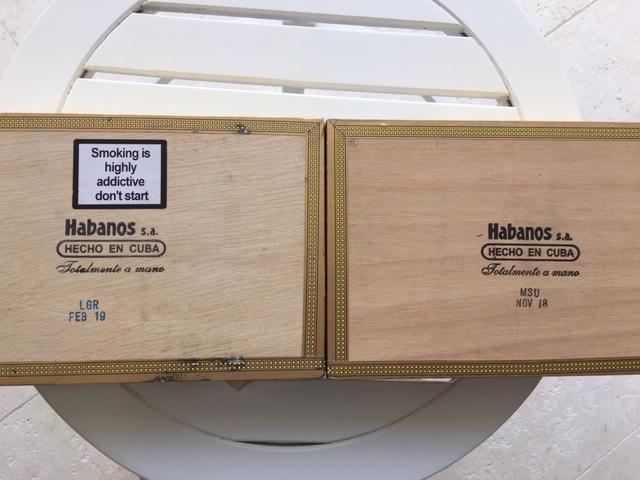 Smoking is
highly
addictive
don't start
Habanos s.a.
HECHO EN CUBA
Totalmente a mano
LGR
FEB 19
Habanos s.a.
HECHO EN CUBA
Totalmente a mano
MSU
NOV 18